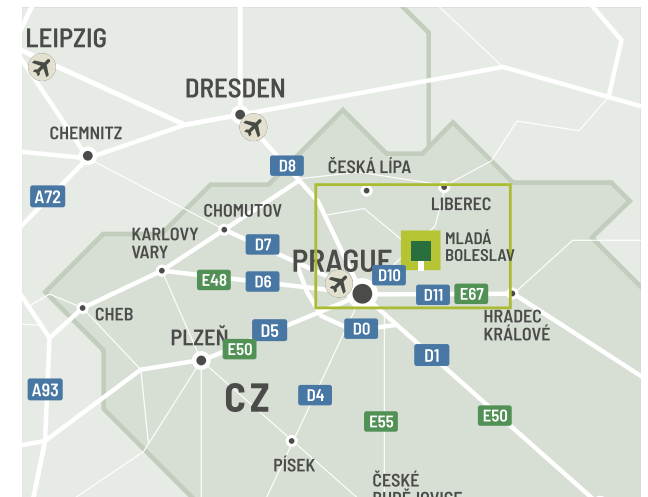 LEIPZIG
DRESDEN
CHEMNITZ
D8
ČESKÁ LÍPA
A72
LIBEREC
CHOMUTOV
KARLOVY
VARY
D7
MLADÁ
BOLESLAV
PRAGUE
D10
E48
D6
D11
E67
CHEB
HRADEC
KRÁLOVÉ
PLZEŇ
D5
D0
E50
D1
A93
CZ
D4
E55
E50
PÍSEK
ČESKÉ
BUDĚJOVICE